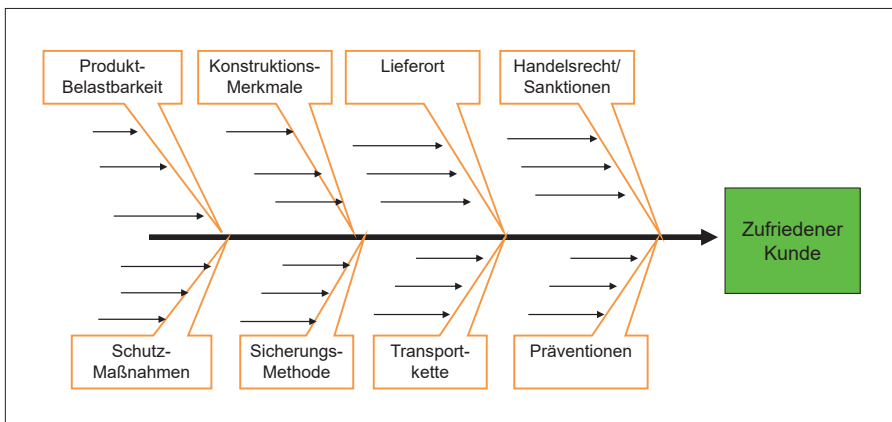 Produkt-
Belastbarkeit
Konstruktions-
Merkmale
Lieferort
Handelsrecht/
Sanktionen
Zufriedener
Kunde
Schutz-
Maßnahmen
Sicherungs-
Methode
Transport-
kette
Präventionen